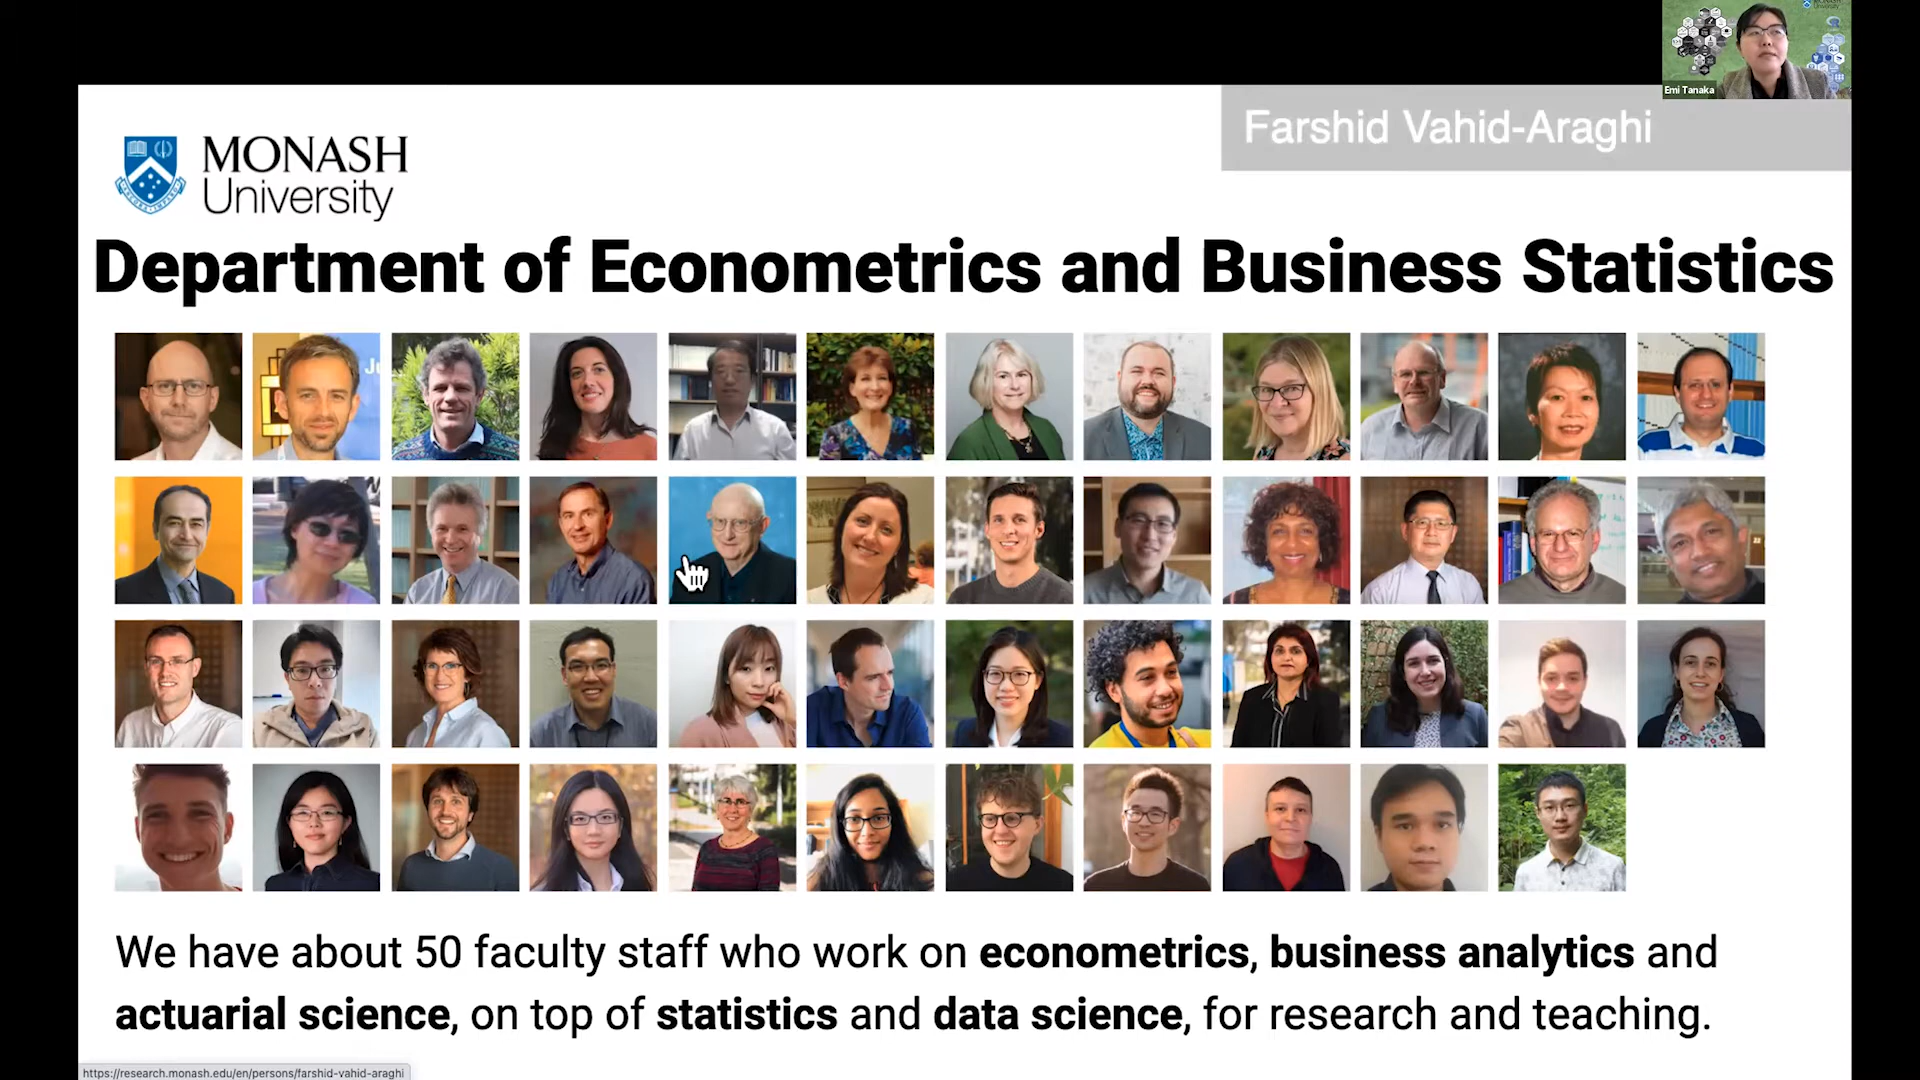 Emi Tanaka
Farshid Vahid-Araghi
MONASH
University
Department of Econometrics and Business Statistics
We have about 50 faculty staff who work on econometrics, business analytics and
actuarial science, on top of statistics and data science, for research and teaching.
https://research.monash.edu/en/persons/farshid-vahid-araghi